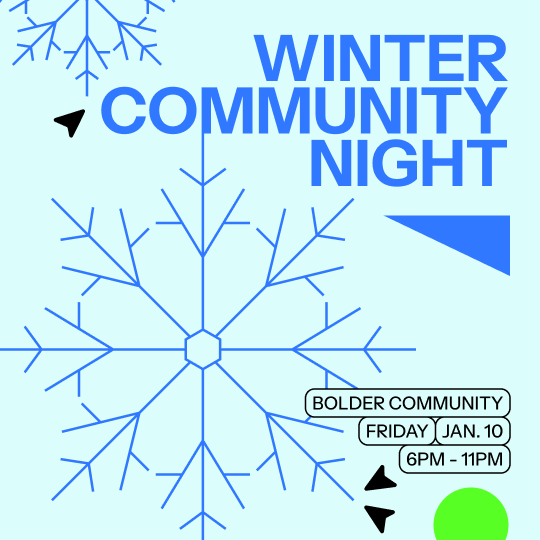 WINTER
COMMUNITY
NIGHT
BOLDER COMMUNITY
FRIDAY JAN. 10
6PM - 11PM